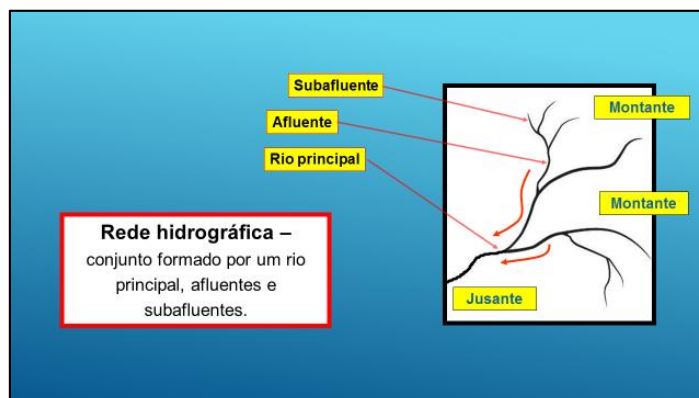 Subafluente
Montante
Afluente
Rio principal
Montante
Rede hidrográfica –
conjunto formado por um rio
principal, afluentes e
subafluentes.
Jusante